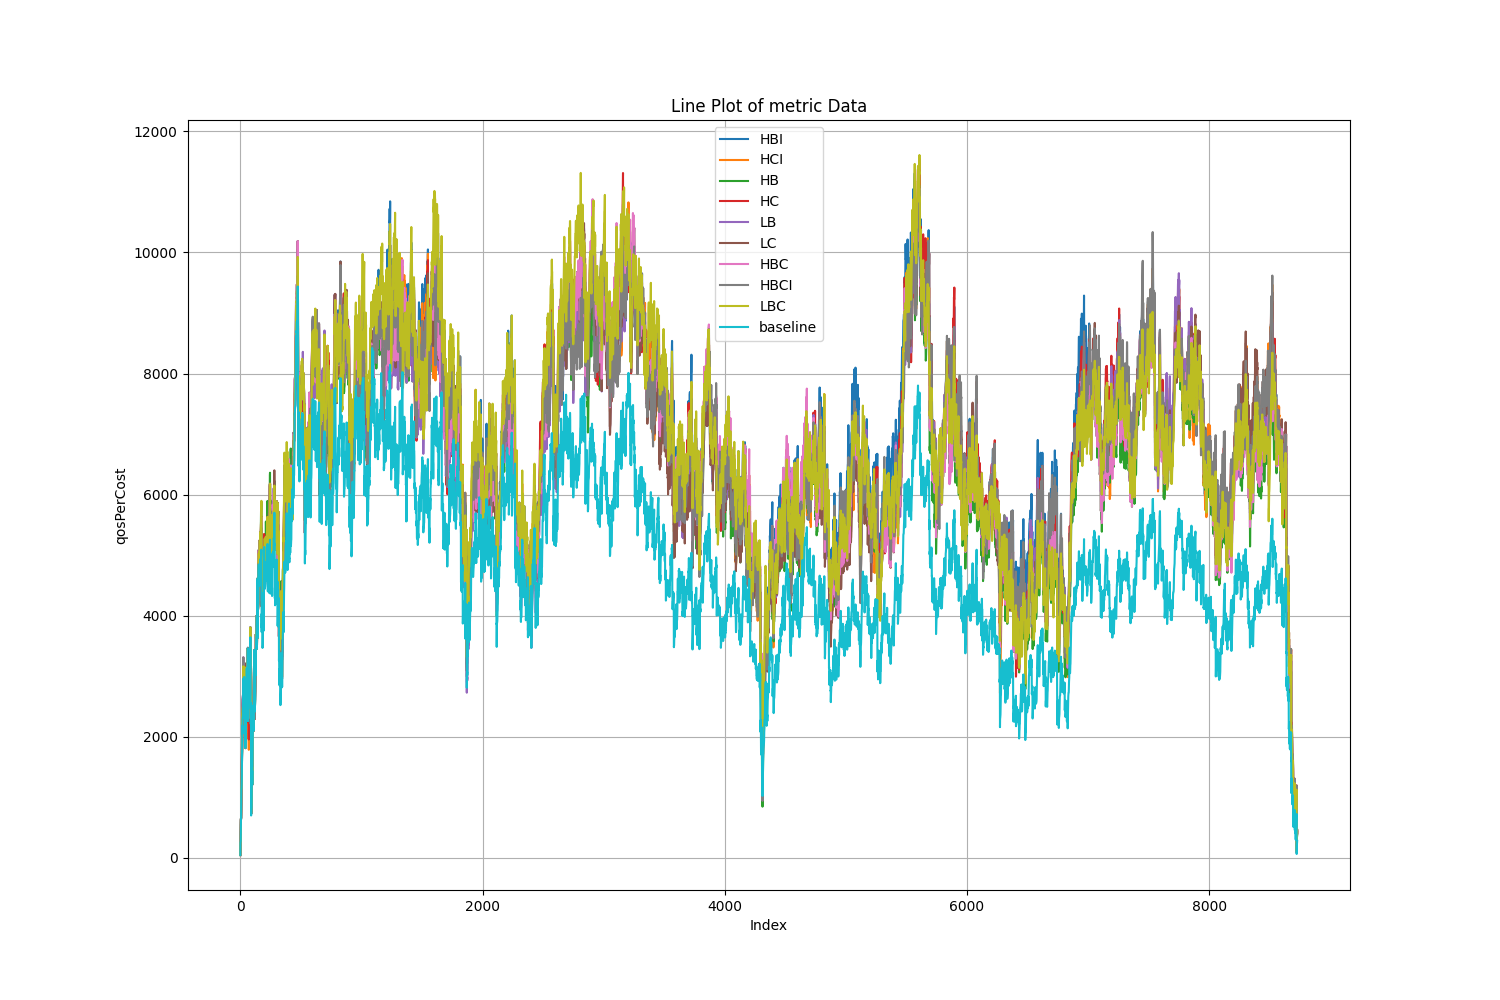 Line Plot of metric Data
12000
10000
8000
6000
4000
2000
0
qosPerCost
HBI
HCI
HB
HC
LB
LC
HBC
HBCI
LBC
baseline
0 2000 4000 6000 8000
Index